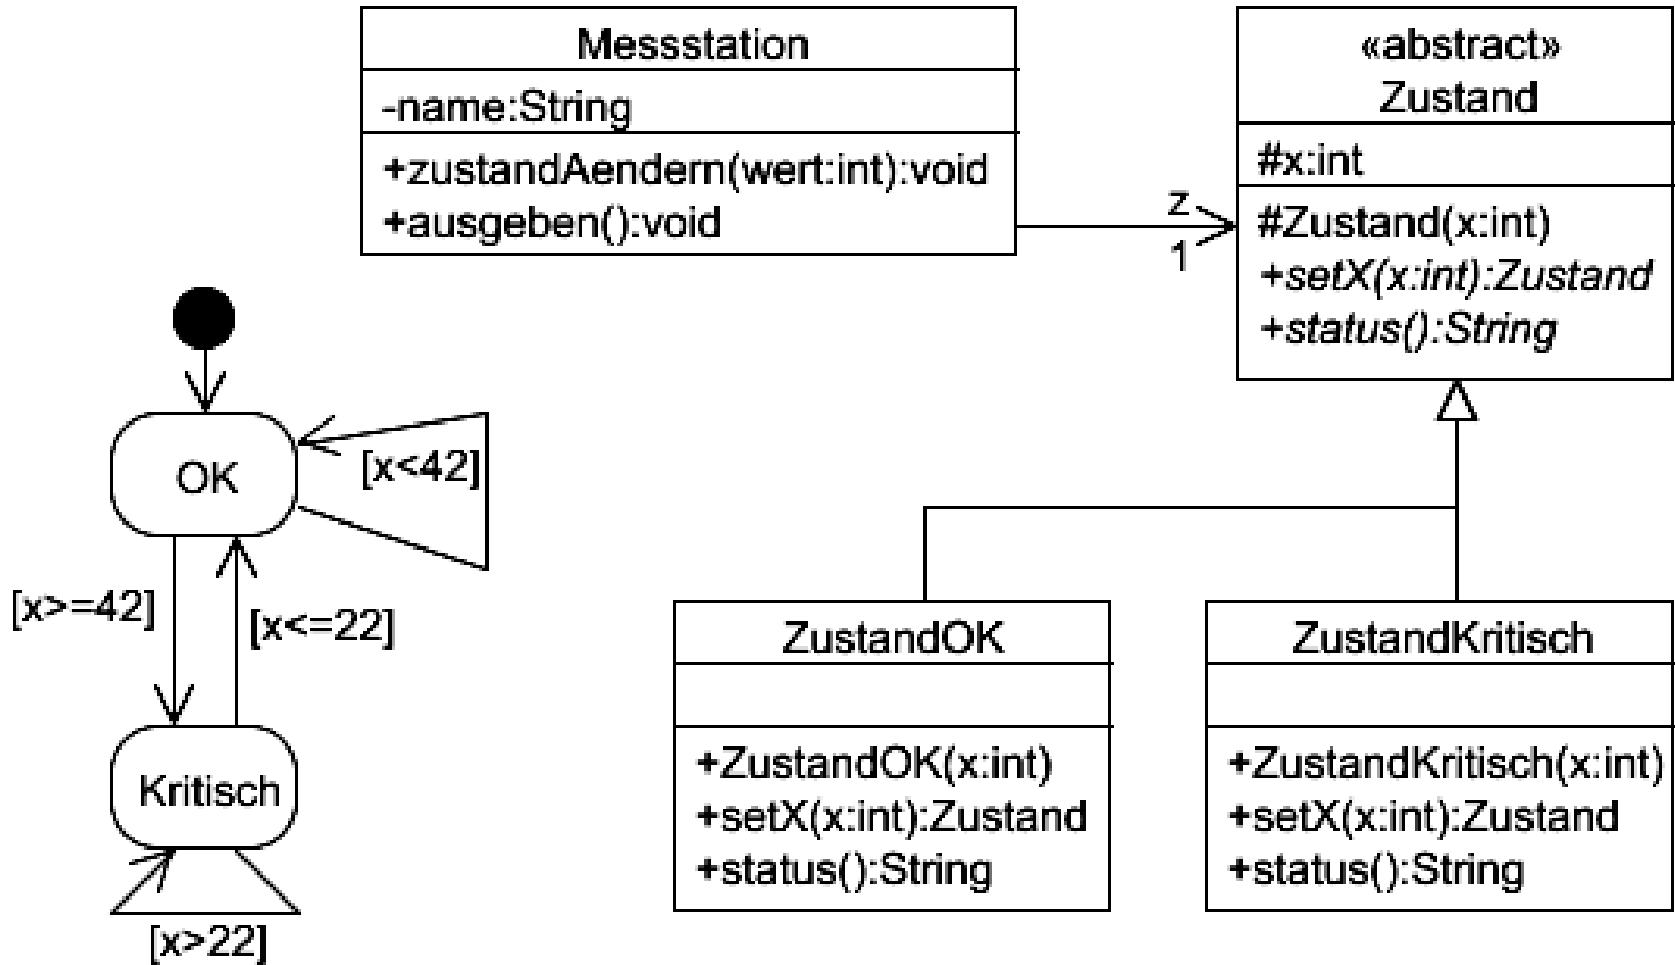 Messstation
-name:String
+zustandAendern(wert:int):void
+ausgeben():void
z
1
«abstract»
Zustand
#x:int
#Zustand(x:int)
+setX(x:int):Zustand
+status():String
OK
[x<42]
[x>=42]
[x<=22]
Kritisch
[x>22]
ZustandOK
+ZustandOK(x:int)
+setX(x:int):Zustand
+status():String
ZustandKritisch
+ZustandKritisch(x:int)
+setX(x:int):Zustand
+status():String